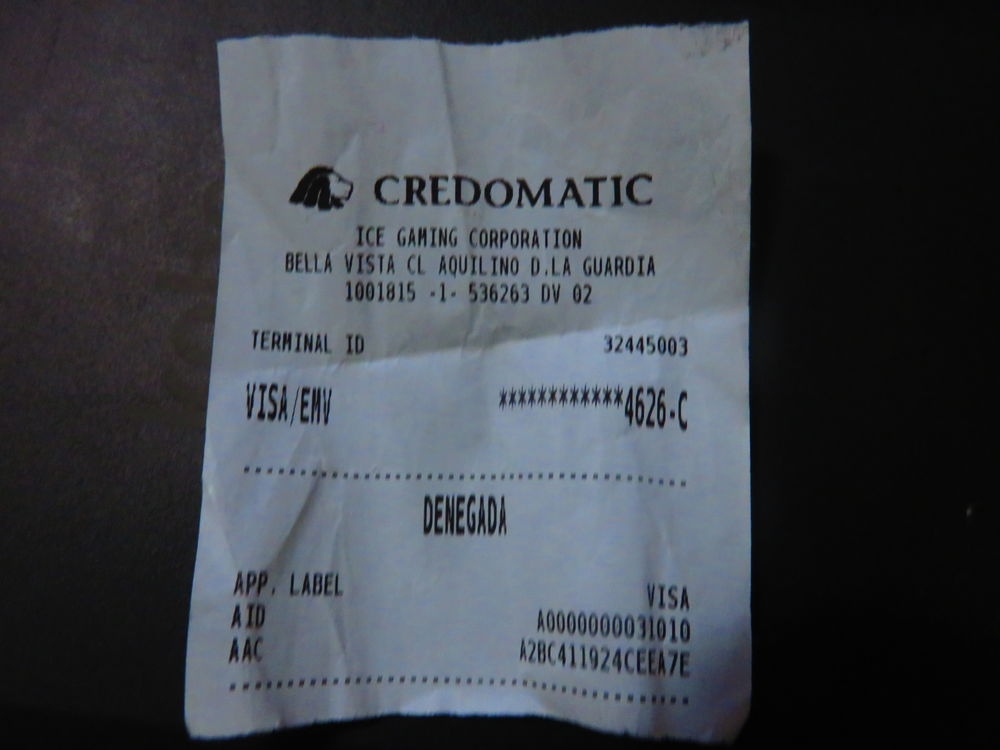 CREDOMATIC
ICE GAMING CORPORATION
BELLA VISTA CL AQUILINO D.LA GUARDIA
1001815 -1- 536263 DV 02
TERMINAL ID 32445003
VISA/EMV ************4626-C
DENEGADA
APP. LABEL VISA
AID A0000000031010
AAC A2BC411924CEEA7E